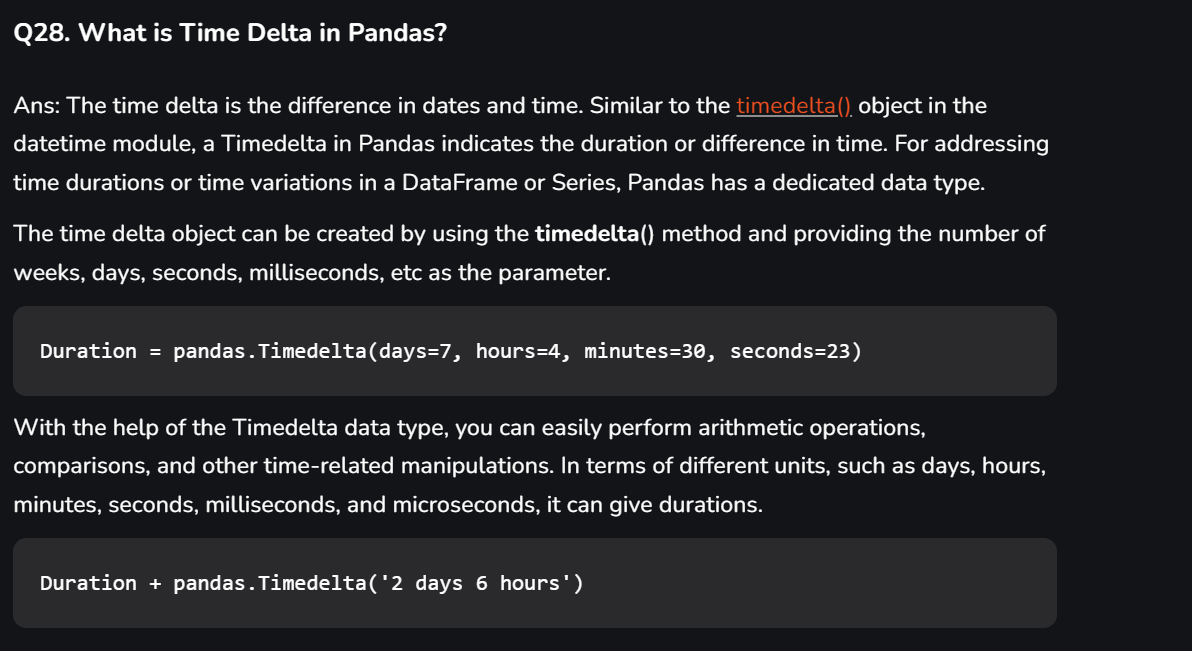 Q28. What is Time Delta in Pandas?
Ans: The time delta is the difference in dates and time. Similar to the timedelta() object in the
datetime module, a Timedelta in Pandas indicates the duration or difference in time. For addressing
time durations or time variations in a DataFrame or Series, Pandas has a dedicated data type.
The time delta object can be created by using the timedelta() method and providing the number of
weeks, days, seconds, milliseconds, etc as the parameter.
Duration = pandas.Timedelta(days=7, hours=4, minutes=30, seconds=23)
With the help of the Timedelta data type, you can easily perform arithmetic operations,
comparisons, and other time-related manipulations. In terms of different units, such as days, hours,
minutes, seconds, milliseconds, and microseconds, it can give durations.
Duration + pandas.Timedelta('2 days 6 hours')